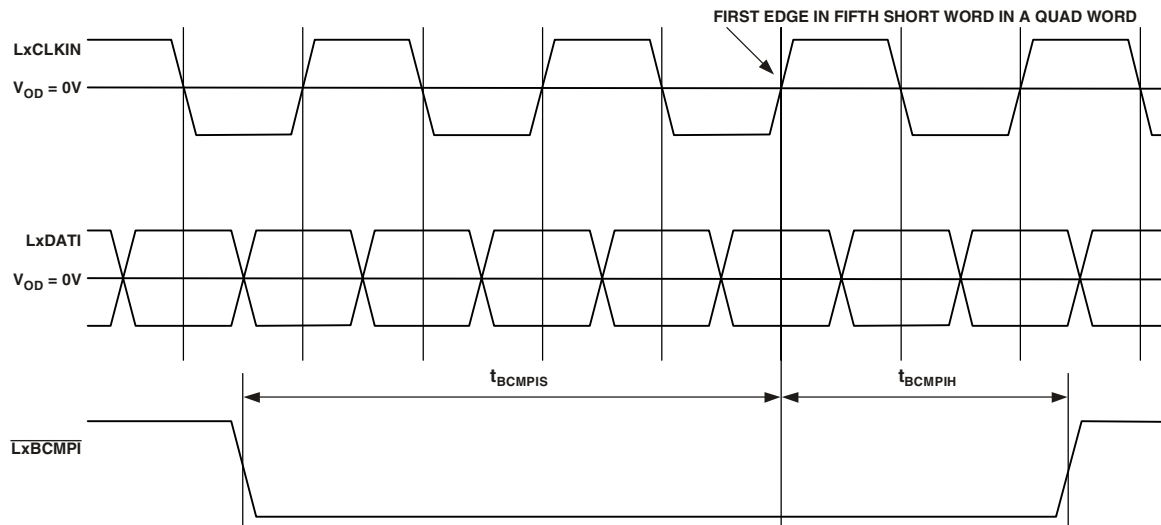 FIRST EDGE IN FIFTH SHORT WORD IN A QUAD WORD
LxCLKIN
VOD = 0V
LxDATI
VOD = 0V
tBCMPIS
tBCMPIH
LxBCMPI